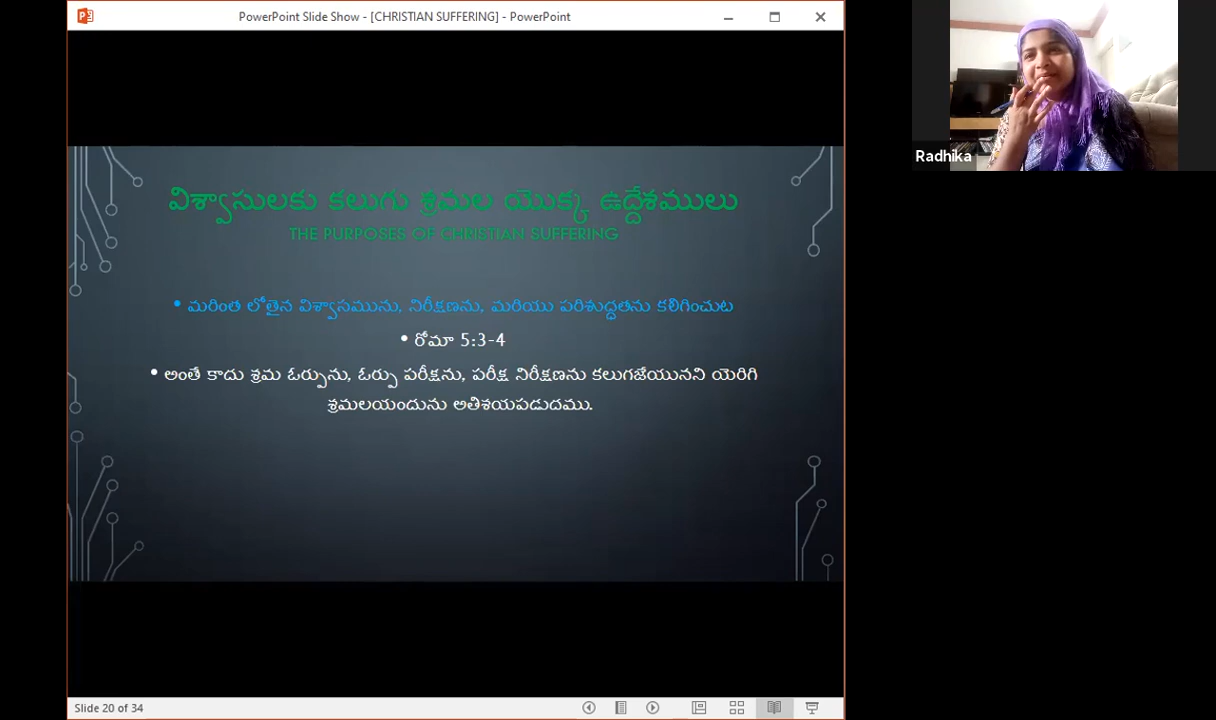 PowerPoint Slide Show - [CHRISTIAN SUFFERING] - PowerPoint
Radhika
విశ్వాసులకు కలుగు శ్రమల యొక్క ఉద్దేశములు
THE PURPOSES OF CHRISTIAN SUFFERING
• మరింత లోతైన విశ్వాసమును, నిరీక్షణను, మరియు పరిశుద్ధతను కలిగించుట
• రోమా 5:3-4
• అంతే కాదు శ్రమ ఓర్పును, ఓర్పు పరీక్షను, పరీక్ష నిరీక్షణను కలుగజేయునని యెరిగి
శ్రమలయందును అతిశయపడుదము.
Slide 20 of 34